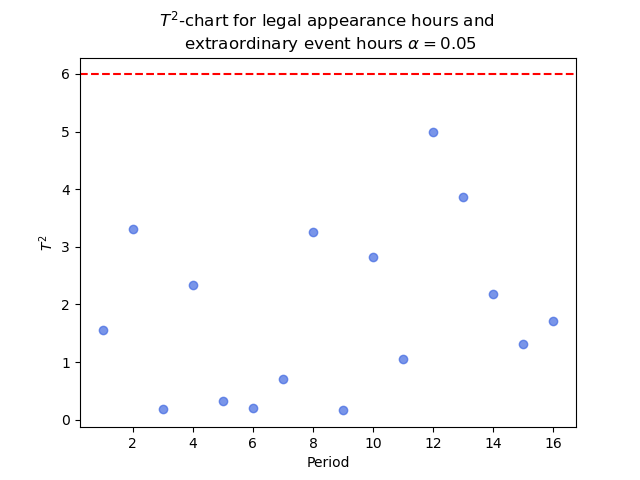 T²-chart for legal appearance hours and
extraordinary event hours α = 0.05
T²
6
5
4
3
2
1
0
2 4 6 8 10 12 14 16
Period